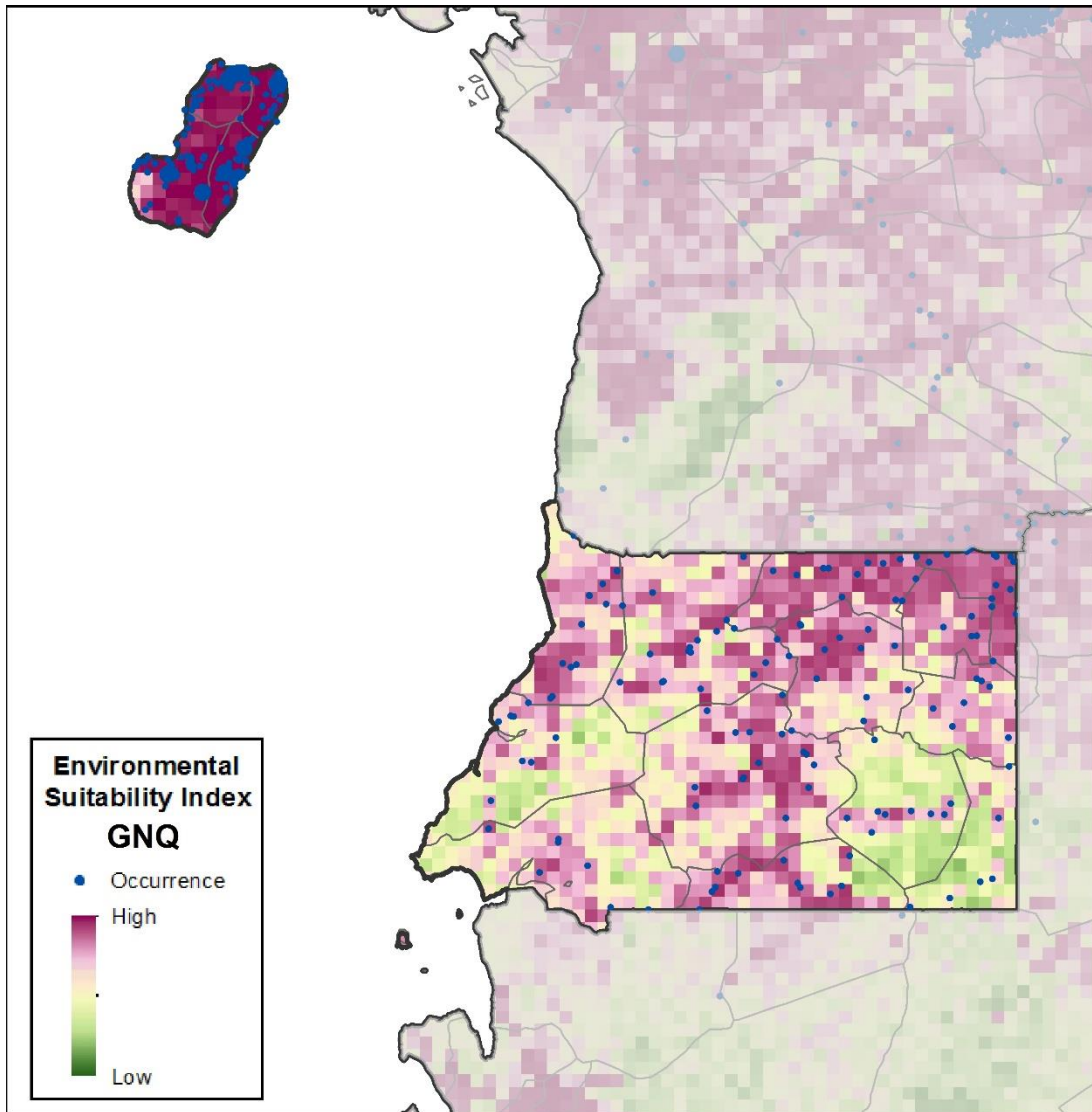 Environmental
Suitability Index
GNQ
Occurrence
High
Low